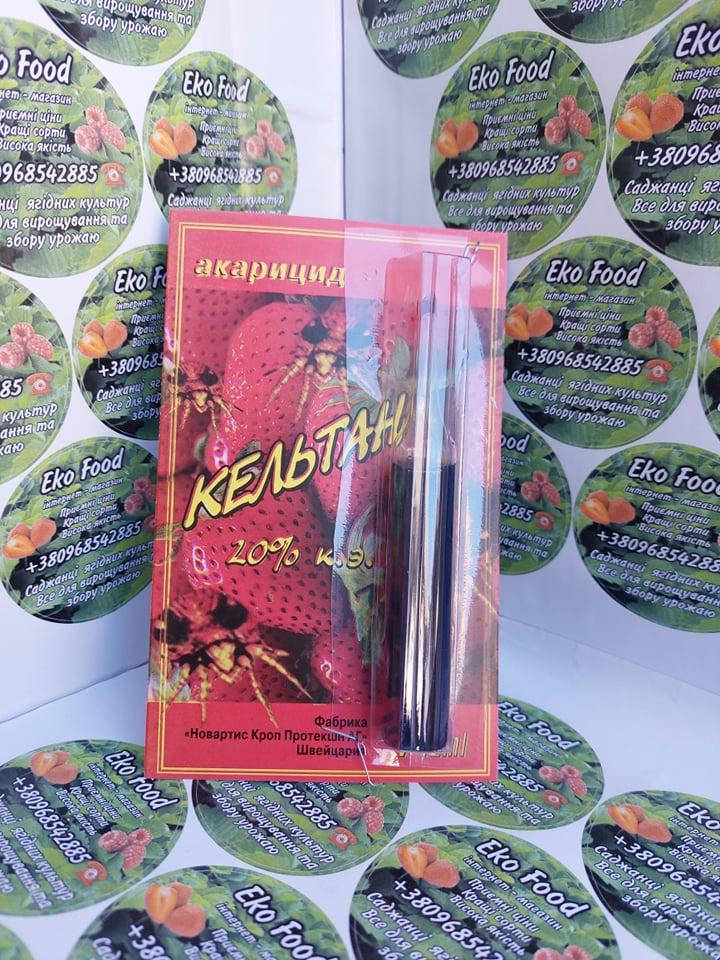 Eko Food
інтернет - магазин
Приємні ціни
Кращі сорти
Висока якість
+380968542885
Саджанці ягідних культур
Все для вирощування та
збору урожаю
акарицид
КЕЛЬТАН
20% к.э.
Фабрика
«Новартис Кроп Протекшн АГ»
Швейцария